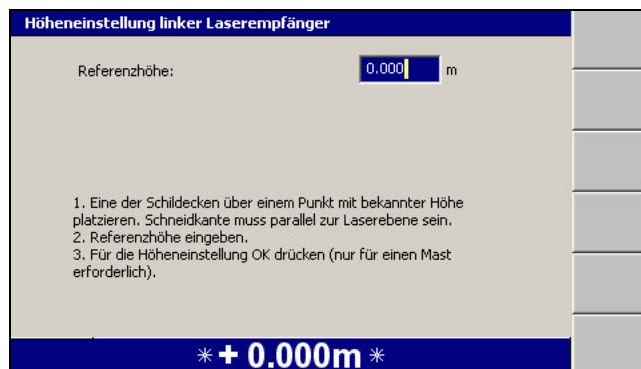 Höheneinstellung linker Laserempfänger
Referenzhöhe: 0.000 m
1. Eine der Schildecken über einem Punkt mit bekannter Höhe
platzieren. Schneidkante muss parallel zur Laserebene sein.
2. Referenzhöhe eingeben.
3. Für die Höheneinstellung OK drücken (nur für einen Mast
erforderlich).
✳+ 0.000m✳